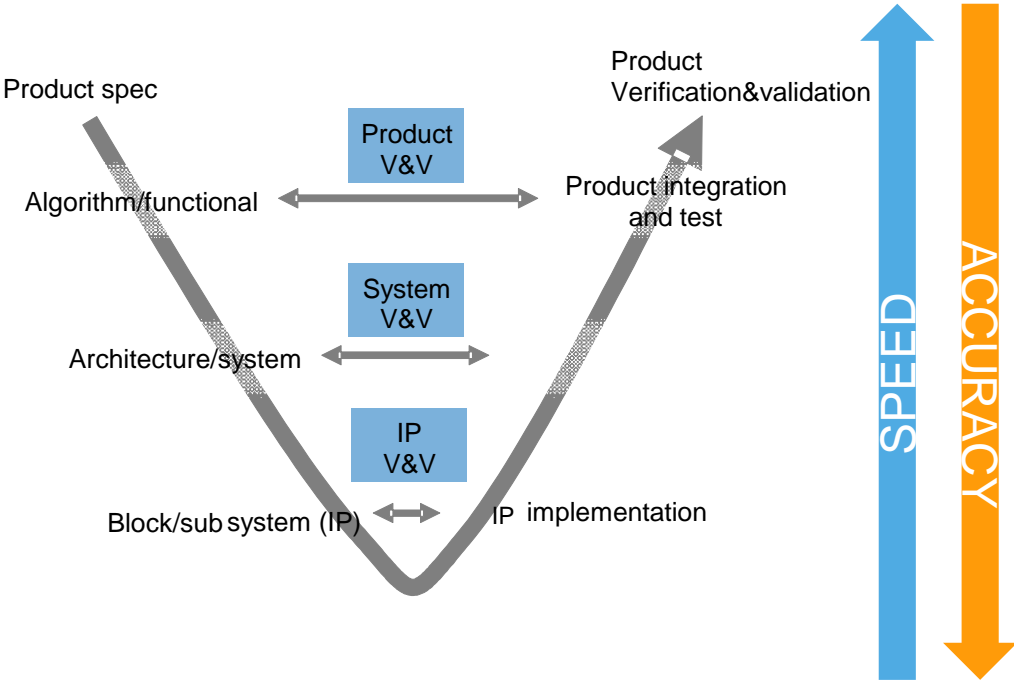 Product spec
Product
Verification&validation
Product
V&V
Algorithm/functional
Product integration
and test
System
V&V
Architecture/system
IP
V&V
Block/sub system (IP)
IP implementation
SPEED
ACCURACY